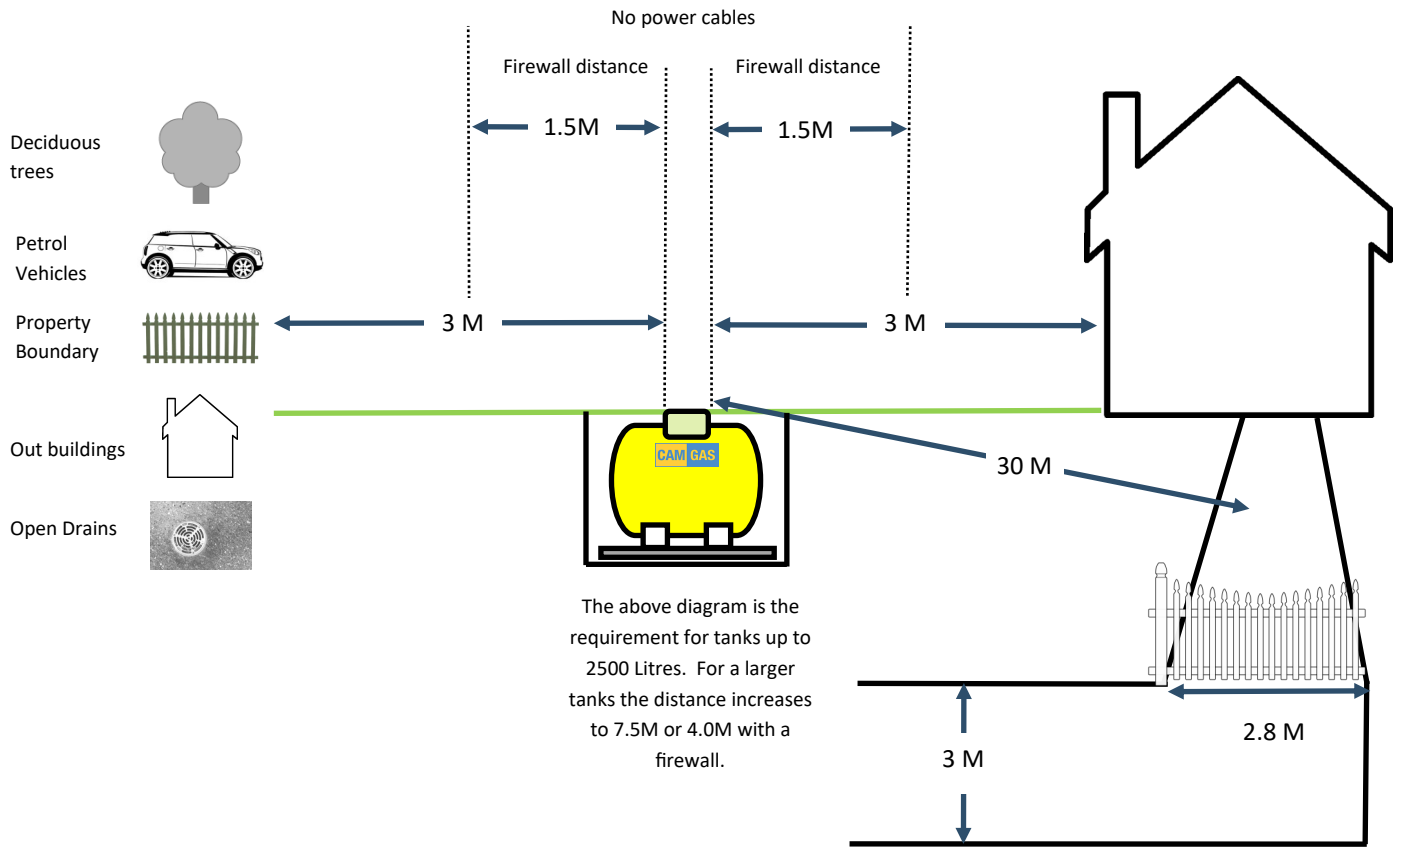 No power cables
Firewall distance
Firewall distance
1.5M
1.5M
Deciduous
trees
Petrol
Vehicles
Property
Boundary
3 M
3 M
Out buildings
CAM GAS
30 M
Open Drains
The above diagram is the
requirement for tanks up to
2500 Litres. For a larger
tanks the distance increases
to 7.5M or 4.0M with a
firewall.
2.8 M
3 M